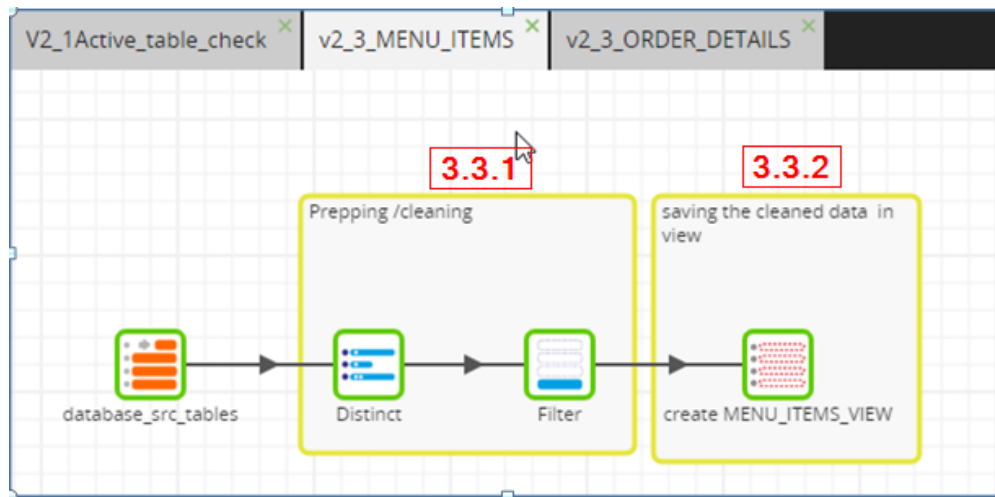 V2_1Active_table_check
v2_3_MENU_ITEMS
v2_3_ORDER_DETAILS
3.3.1
3.3.2
Prepping /cleaning
saving the cleaned data in
view
database_src_tables
Distinct
Filter
create MENU_ITEMS_VIEW